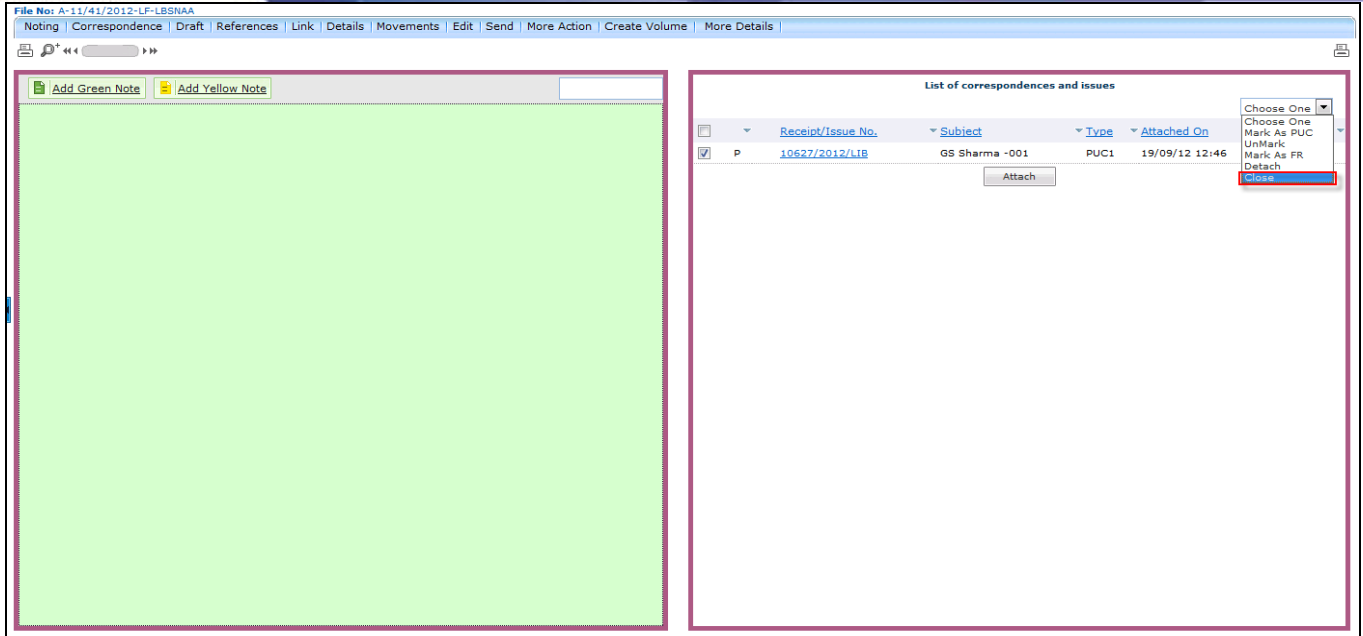 File No: A-11/41/2012-LF-LBSNAA
Noting | Correspondence | Draft | References | Link | Details | Movements | Edit | Send | More Action | Create Volume | More Details |
Add Green Note Add Yellow Note
List of correspondences and issues
Choose One
Choose One
Mark As PUC
UnMark
Mark As FR
Detach
Close
Receipt/Issue No. Subject Type Attached On
P 10627/2012/LIB GS Sharma -001 PUC1 19/09/12 12:46
Attach